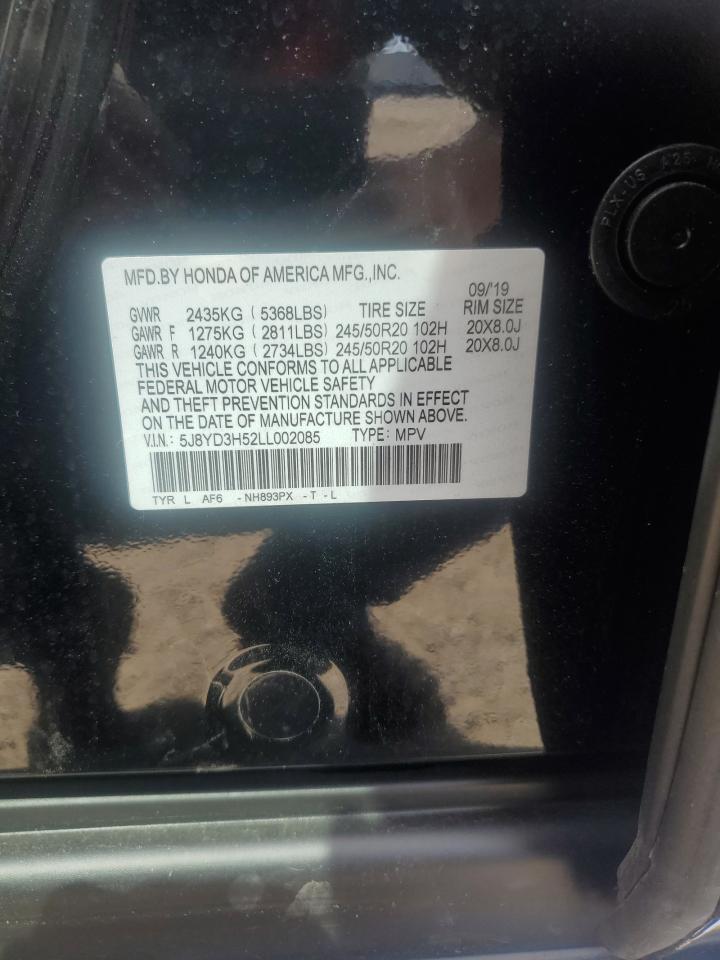 MFD.BY HONDA OF AMERICA MFG.,INC.
09/'19
GVWR 2435KG ( 5368LBS) TIRE SIZE RIM SIZE
GAWR F 1275KG ( 2811LBS) 245/50R20 102H 20X8.0J
GAWR R 1240KG ( 2734LBS) 245/50R20 102H 20X8.0J
THIS VEHICLE CONFORMS TO ALL APPLICABLE
FEDERAL MOTOR VEHICLE SAFETY
AND THEFT PREVENTION STANDARDS IN EFFECT
ON THE DATE OF MANUFACTURE SHOWN ABOVE.
V.I.N.: 5J8YD3H52LL002085 TYPE: MPV
TYR L AF6 -NH893PX -T -L
PLX-US A25